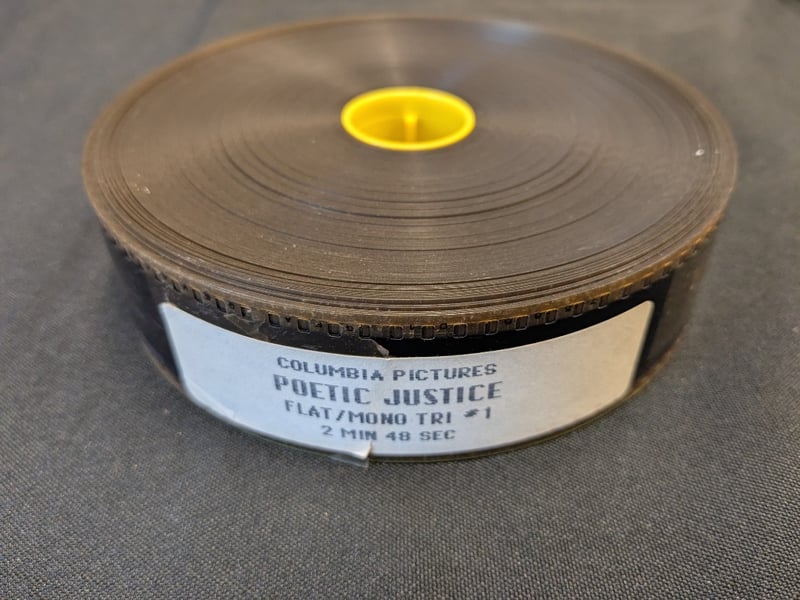 COLUMBIA PICTURES
POETIC JUSTICE
FLAT/MONO TRI #1
2 MIN 48 SEC